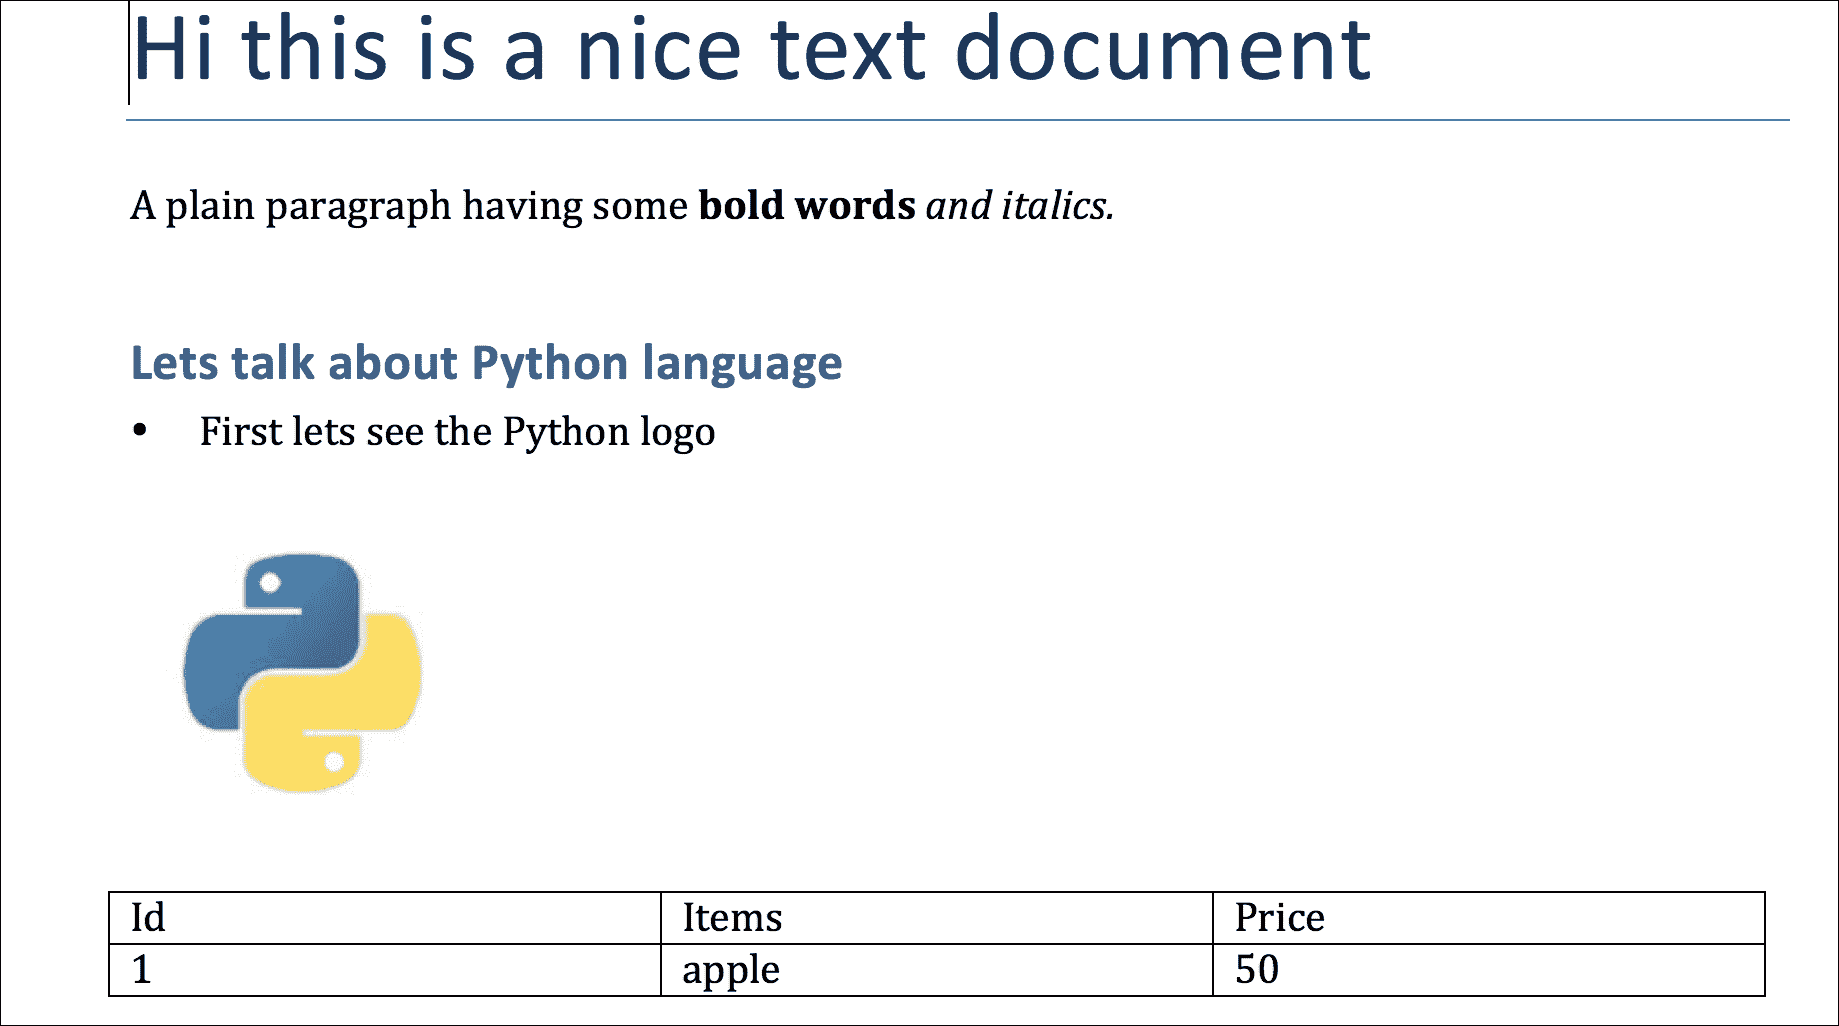 Hi this is a nice text document
A plain paragraph having some bold words and italics.
Lets talk about Python language
• First lets see the Python logo
Id Items Price
1 apple 50